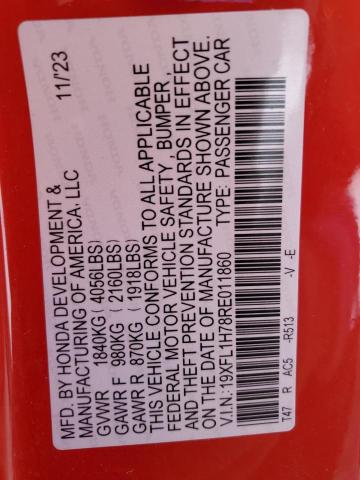 MFD. BY HONDA DEVELOPMENT & 11/'23
MANUFACTURING OF AMERICA, LLC
GVWR 1840KG (4056LBS)
GAWR F 980KG (2160LBS)
GAWR R 870KG (1918LBS)
THIS VEHICLE CONFORMS TO ALL APPLICABLE
FEDERAL MOTOR VEHICLE SAFETY, BUMPER,
AND THEFT PREVENTION STANDARDS IN EFFECT
ON THE DATE OF MANUFACTURE SHOWN ABOVE.
V.I.N.:19XFL1H78RE011860 TYPE: PASSENGER CAR
T47 R AC5 -R513 -V -E